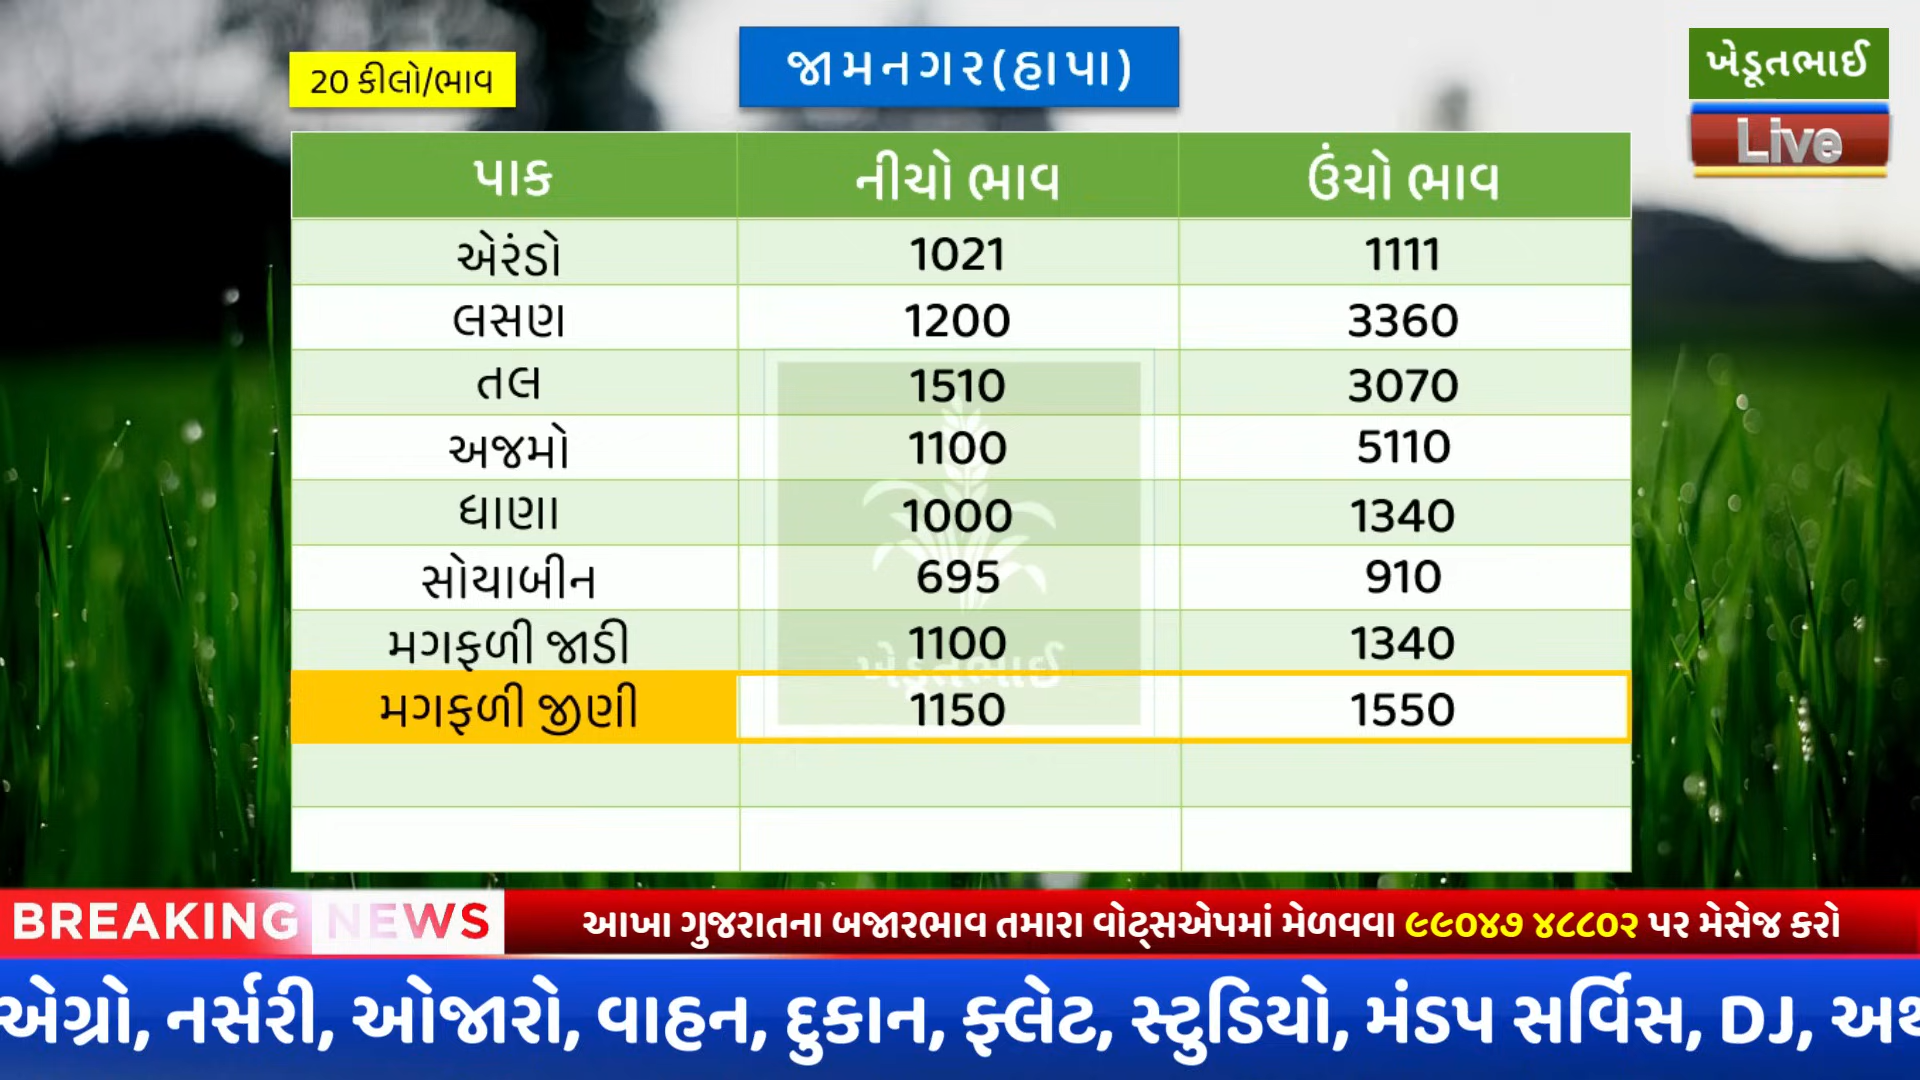 20 કીલો/ભાવ
જામનગર(હાપા)
ખેડૂતભાઈ
Live
પાક નીચો ભાવ ઉંચો ભાવ
એરંડો 1021 1111
લસણ 1200 3360
તલ 1510 3070
અજમો 1100 5110
ધાણા 1000 1340
સોયાબીન 695 910
મગફળી જાડી 1100 1340
ખેડૂતભાઈ
મગફળી જીણી 1150 1550
BREAKING NEWS આખા ગુજરાતના બજારભાવ તમારા વોટ્સએપમાં મેળવવા ૯૯૦૪૭ ૪૮૮૦૨ પર મેસેજ કરો
એગ્રો, નર્સરી, ઓજારો, વાહન, દુકાન, ફ્લેટ, સ્ટુડિયો, મંડપ સર્વિસ, DJ,